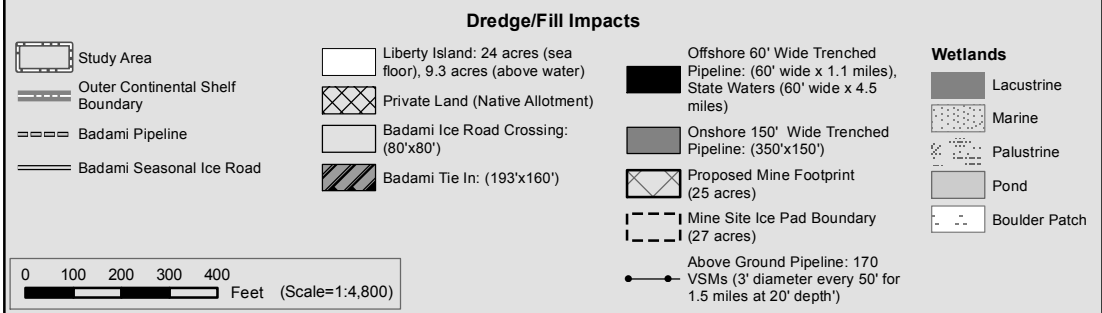 Dredge/Fill Impacts
Study Area
Outer Continental Shelf
Boundary
Badami Pipeline
Badami Seasonal Ice Road
Liberty Island: 24 acres (sea
floor), 9.3 acres (above water)
Private Land (Native Allotment)
Badami Ice Road Crossing:
(80'x80')
Badami Tie In: (193'x160')
Offshore 60' Wide Trenched
Pipeline: (60' wide x 1.1 miles),
State Waters (60' wide x 4.5
miles)
Onshore 150' Wide Trenched
Pipeline: (350'x150')
Proposed Mine Footprint
(25 acres)
Mine Site Ice Pad Boundary
(27 acres)
Above Ground Pipeline: 170
VSMs (3' diameter every 50' for
1.5 miles at 20' depth')
Wetlands
Lacustrine
Marine
Palustrine
Pond
Boulder Patch
0 100 200 300 400
Feet (Scale=1:4,800)